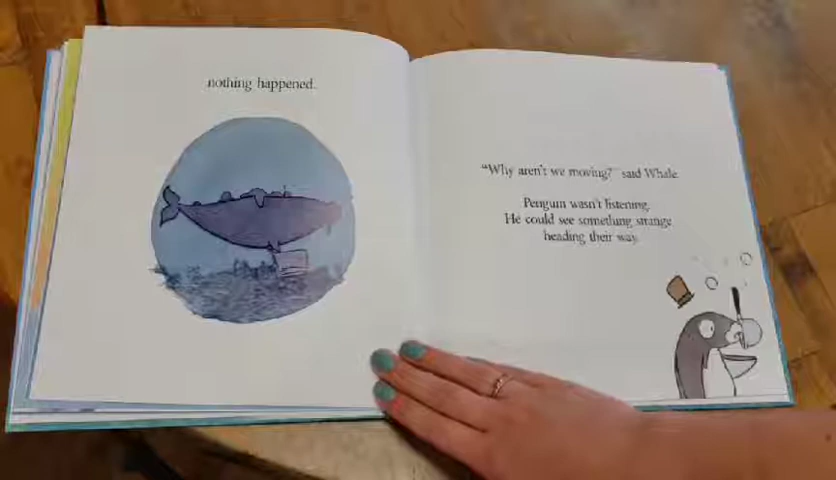 nothing happened.
"Why aren't we moving?" said Whale.
Penguin wasn't listening.
He could see something strange
heading their way.